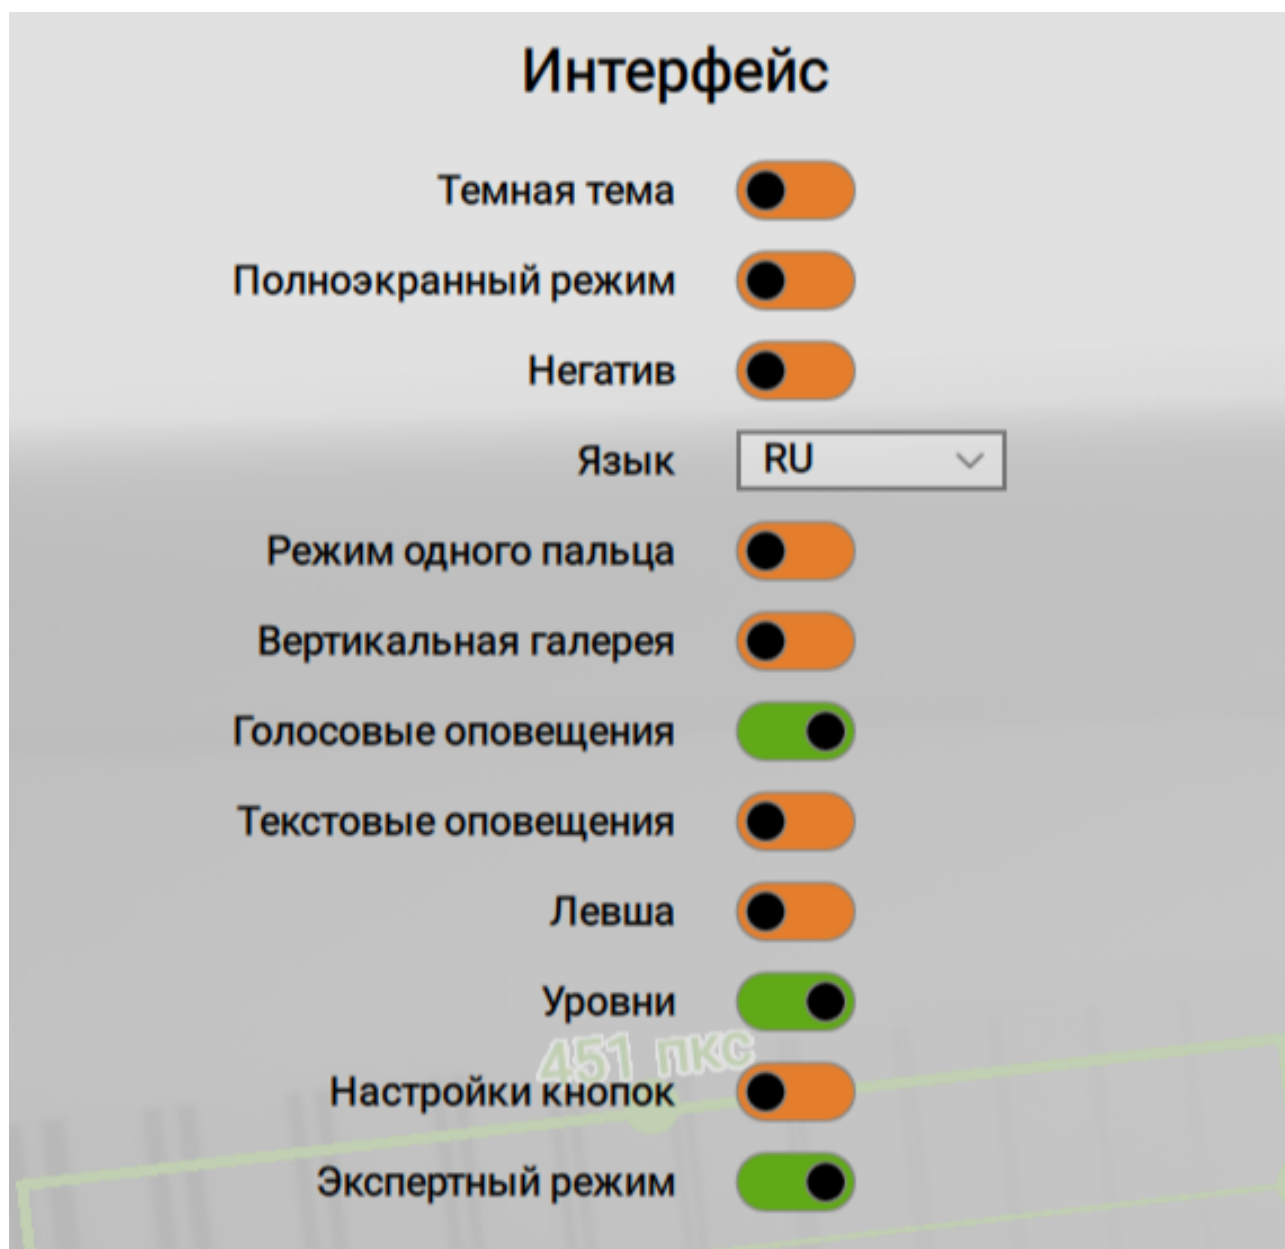 Интерфейс
Темная тема
Полноэкранный режим
Негатив
Язык RU
Режим одного пальца
Вертикальная галерея
Голосовые оповещения
Текстовые оповещения
Левша
Уровни
451 пкс
Настройки кнопок
Экспертный режим